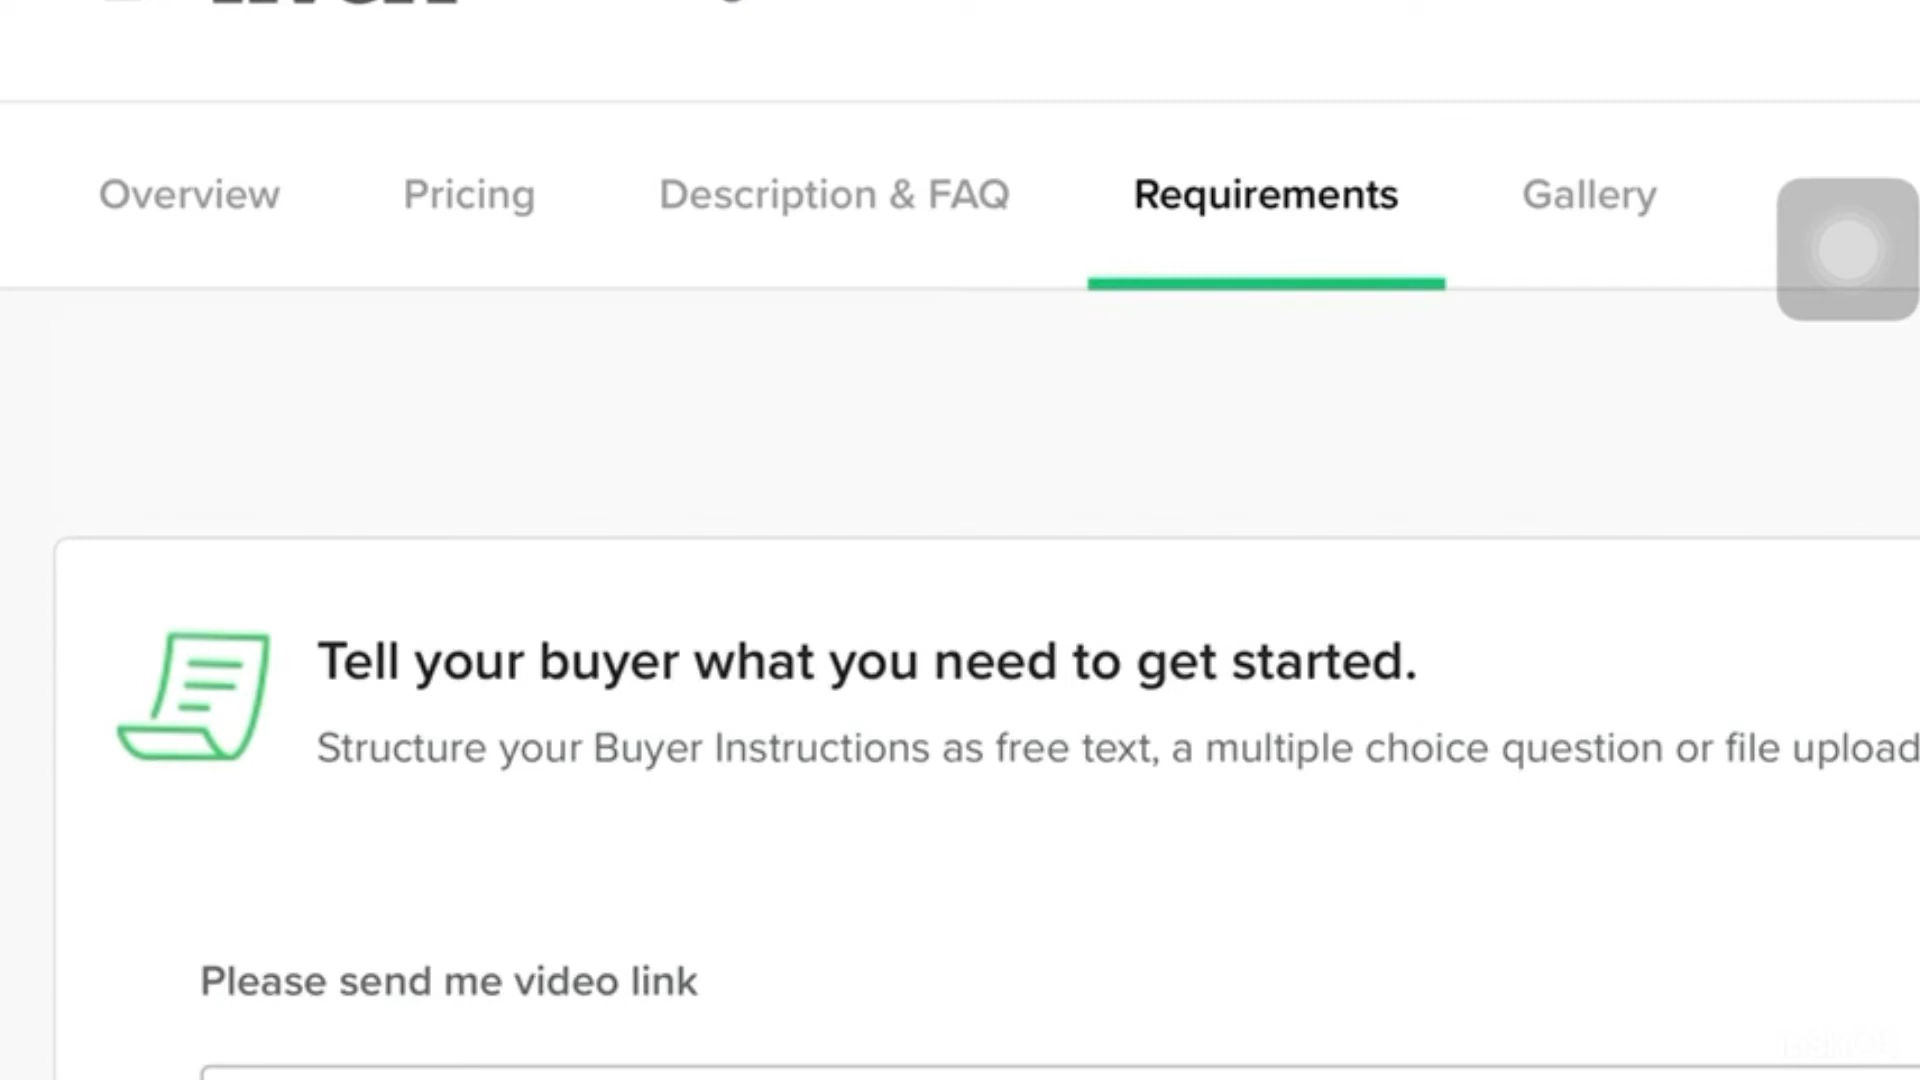 Overview Pricing Description & FAQ Requirements Gallery
Tell your buyer what you need to get started.
Structure your Buyer Instructions as free text, a multiple choice question or file upload
Please send me video link